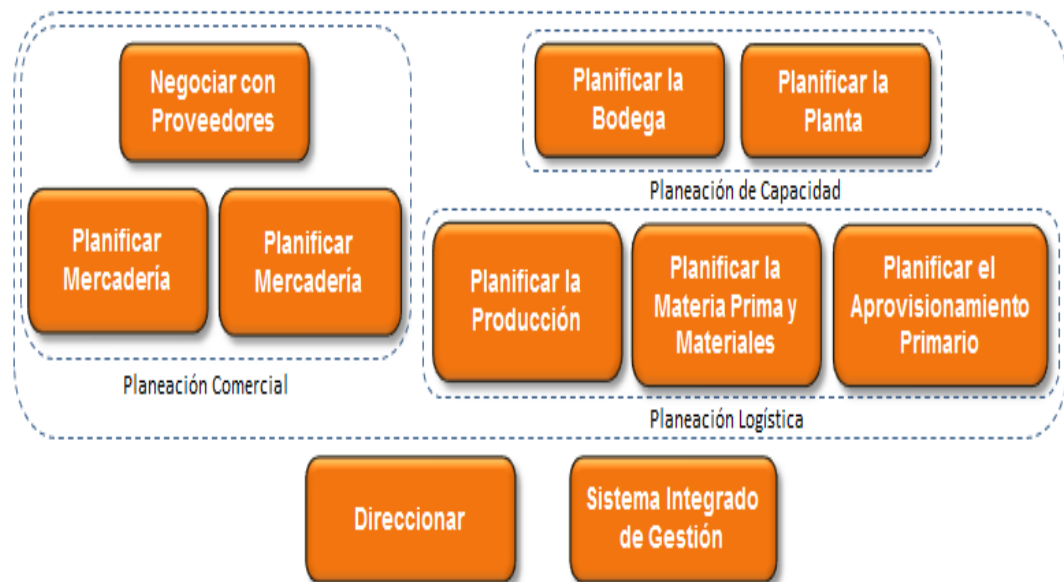 Negociar con
Proveedores
Planificar
Mercadería
Planificar
Mercadería
Planeación Comercial
Planificar la
Bodega
Planificar la
Planta
Planeación de Capacidad
Planificar la
Producción
Planificar la
Materia Prima y
Materiales
Planificar el
Aprovisionamiento
Primario
Planeación Logística
Direccionar
Sistema Integrado
de Gestión